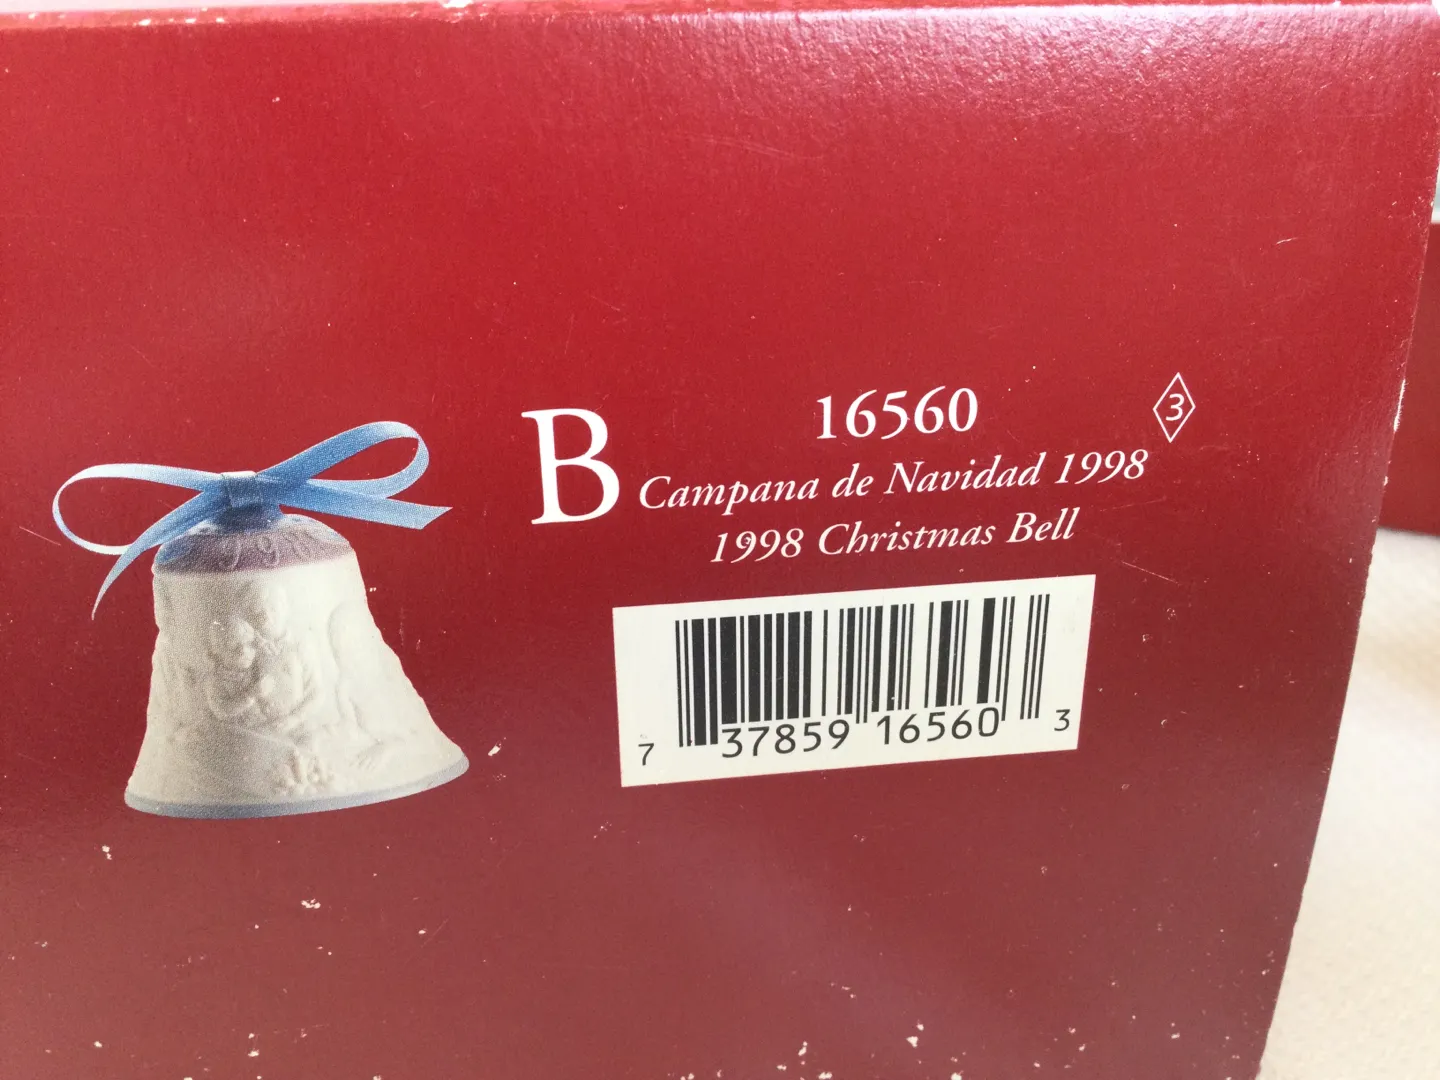 B
16560
3
Campana de Navidad 1998
1998 Christmas Bell
7 37859 16560 3